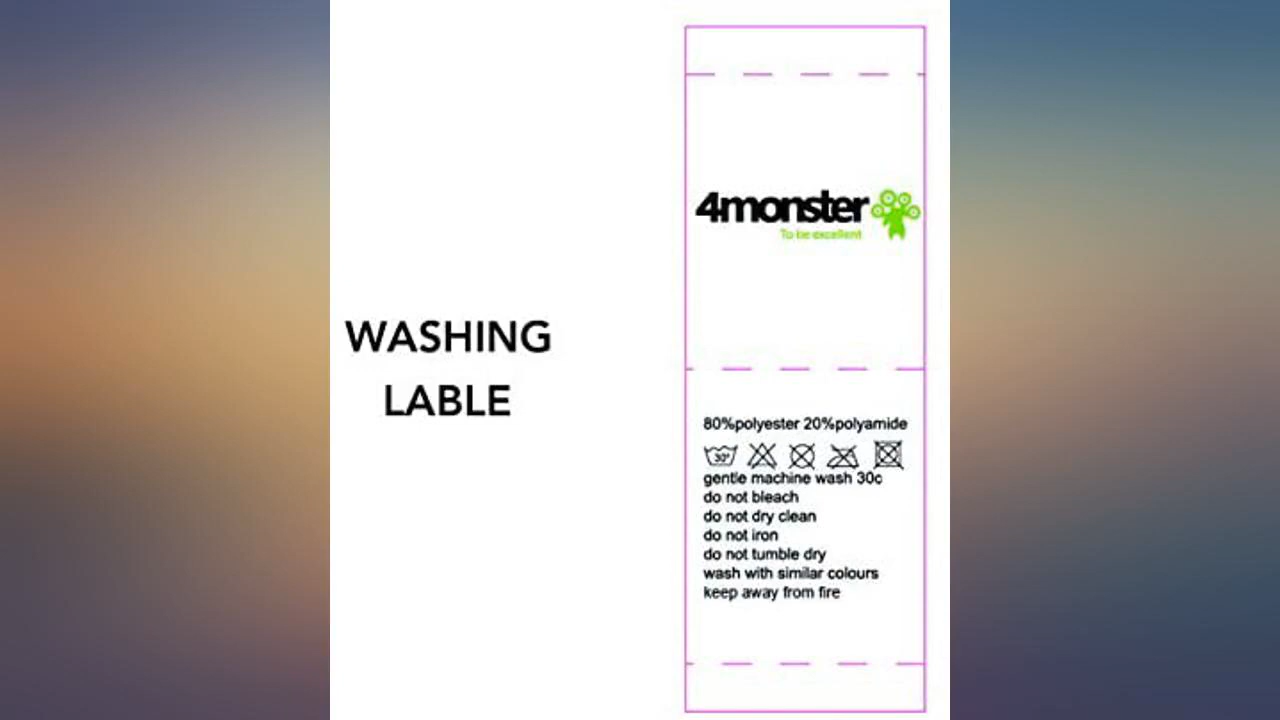 WASHING
LABLE
4monster
To be excellent
80%polyester 20%polyamide
30°
gentle machine wash 30c
do not bleach
do not dry clean
do not iron
do not tumble dry
wash with similar colours
keep away from fire